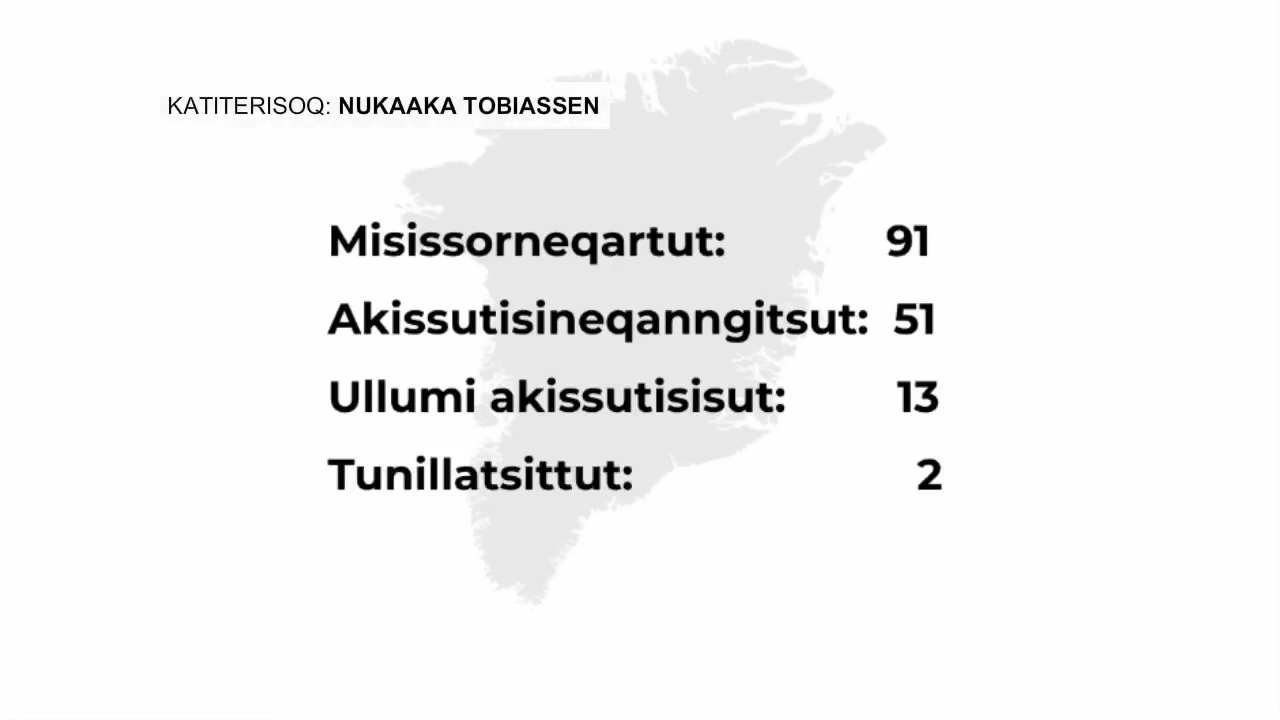 KATITERISOQ: NUKAAKA TOBIASSEN
Misissorneqartut: 91
Akissutisineqanngitsut: 51
Ullumi akissutisisut: 13
Tunillatsittut: 2